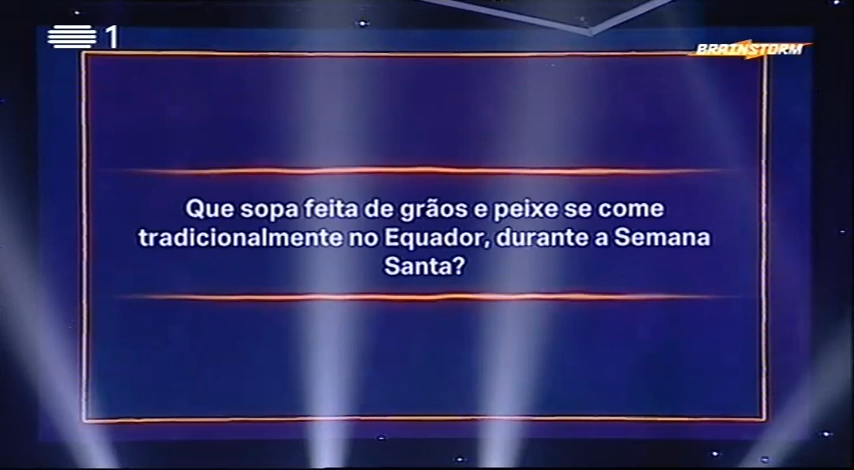 1
BRAINSTORM
Que sopa feita de grãos e peixe se come
tradicionalmente no Equador, durante a Semana
Santa?